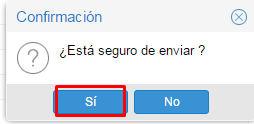 Confirmación
¿Está seguro de enviar ?
Sí
No